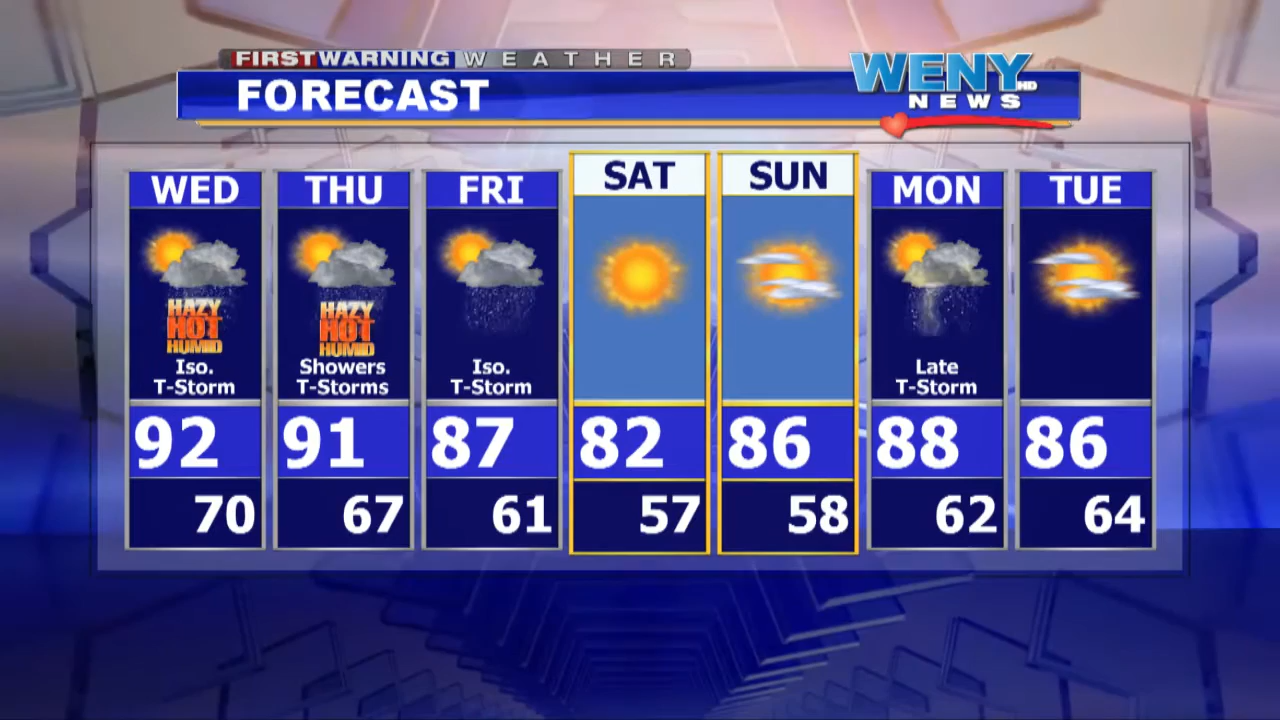 FIRST WARNING WEATHER
FORECAST
WENY HD
NEWS
WED
HAZY
HOT
HUMID
Iso.
T-Storm
92
70
THU
HAZY
HOT
HUMID
Showers
T-Storms
91
67
FRI
Iso.
T-Storm
87
61
SAT
82
57
SUN
86
58
MON
Late
T-Storm
88
62
TUE
86
64